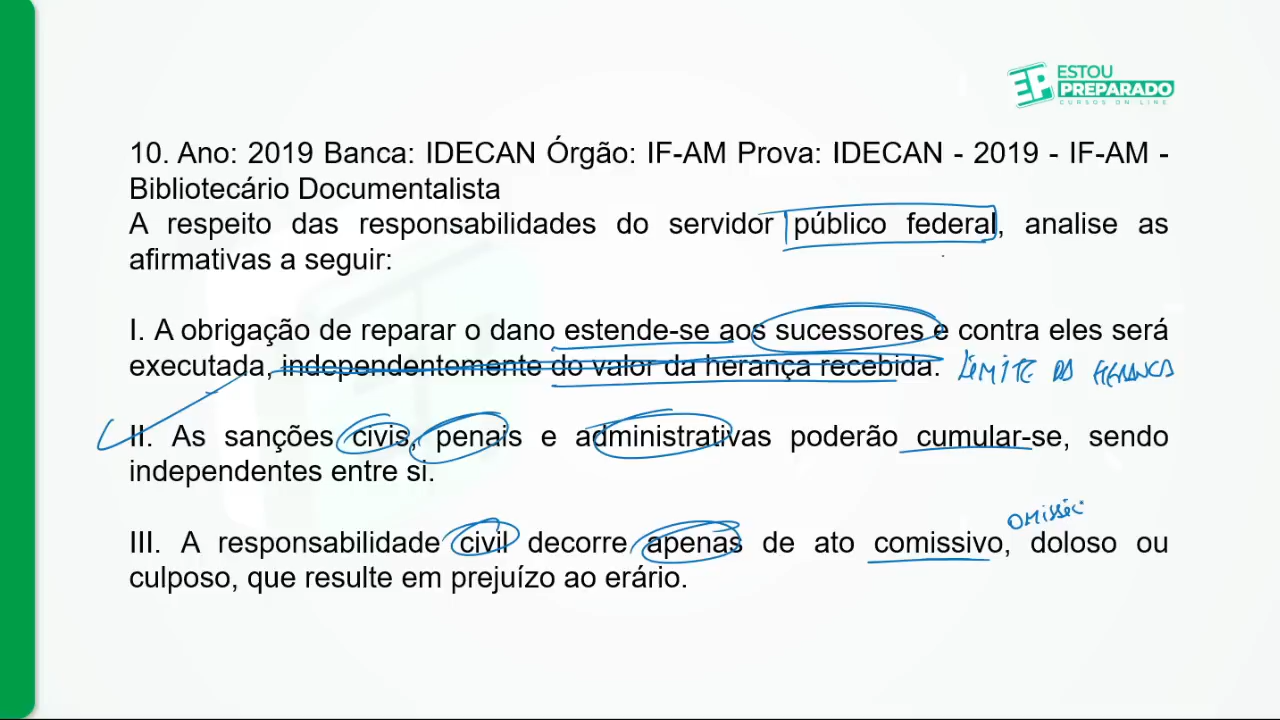 ESTOU
PREPARADO
CURSOS ON LINE
10. Ano: 2019 Banca: IDECAN Órgão: IF-AM Prova: IDECAN - 2019 - IF-AM -
Bibliotecário Documentalista
A respeito das responsabilidades do servidor público federal, analise as
afirmativas a seguir:
I. A obrigação de reparar o dano estende-se aos sucessores e contra eles será
executada, independentemente do valor da herança recebida. LIMITE DA HERANCA
II. As sanções civis, penais e administrativas poderão cumular-se, sendo
independentes entre si.
III. A responsabilidade civil decorre apenas de ato comissivo, doloso ou
culposo, que resulte em prejuízo ao erário.